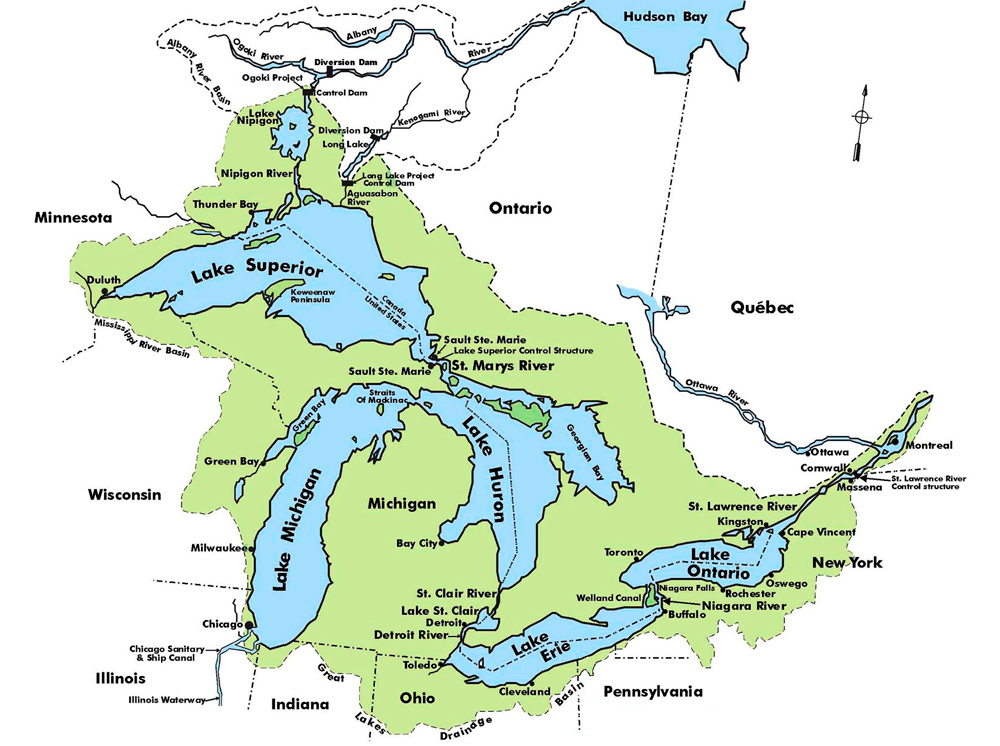 Hudson Bay
Albany
River
Ogoki River
Albany River Basin
Diversion Dam
Ogoki Project
Control Dam
Lake
Nipigon
Kenogami River
Diversion Dam
Long Lake
Nipigon River
Long Lake Project
Control Dam
Aguasabon
River
Thunder Bay
Minnesota
Ontario
Lake Superior
Duluth
Keweenaw
Peninsula
Canada
United States
Québec
Mississippi River Basin
Sault Ste. Marie
Lake Superior Control Structure
Sault Ste. Marie
St. Marys River
Straits
Of Mackinac
Ottawa River
Green Bay
Lake Huron
Georgian Bay
Green Bay
Ottawa
Montreal
Cornwall
Massena
St. Lawrence River
Control structure
Wisconsin
Lake Michigan
Michigan
St. Lawrence River
Kingston
Cape Vincent
Bay City
Milwaukee
Toronto
Lake
Ontario
New York
Oswego
Niagara Falls
Rochester
St. Clair River
Welland Canal
Niagara River
Lake St. Clair
Buffalo
Chicago
Detroit
Detroit River
Lake
Erie
Chicago Sanitary
& Ship Canal
Toledo
Illinois
Great Lakes Drainage Basin
Cleveland
Pennsylvania
Illinois Waterway
Indiana
Ohio